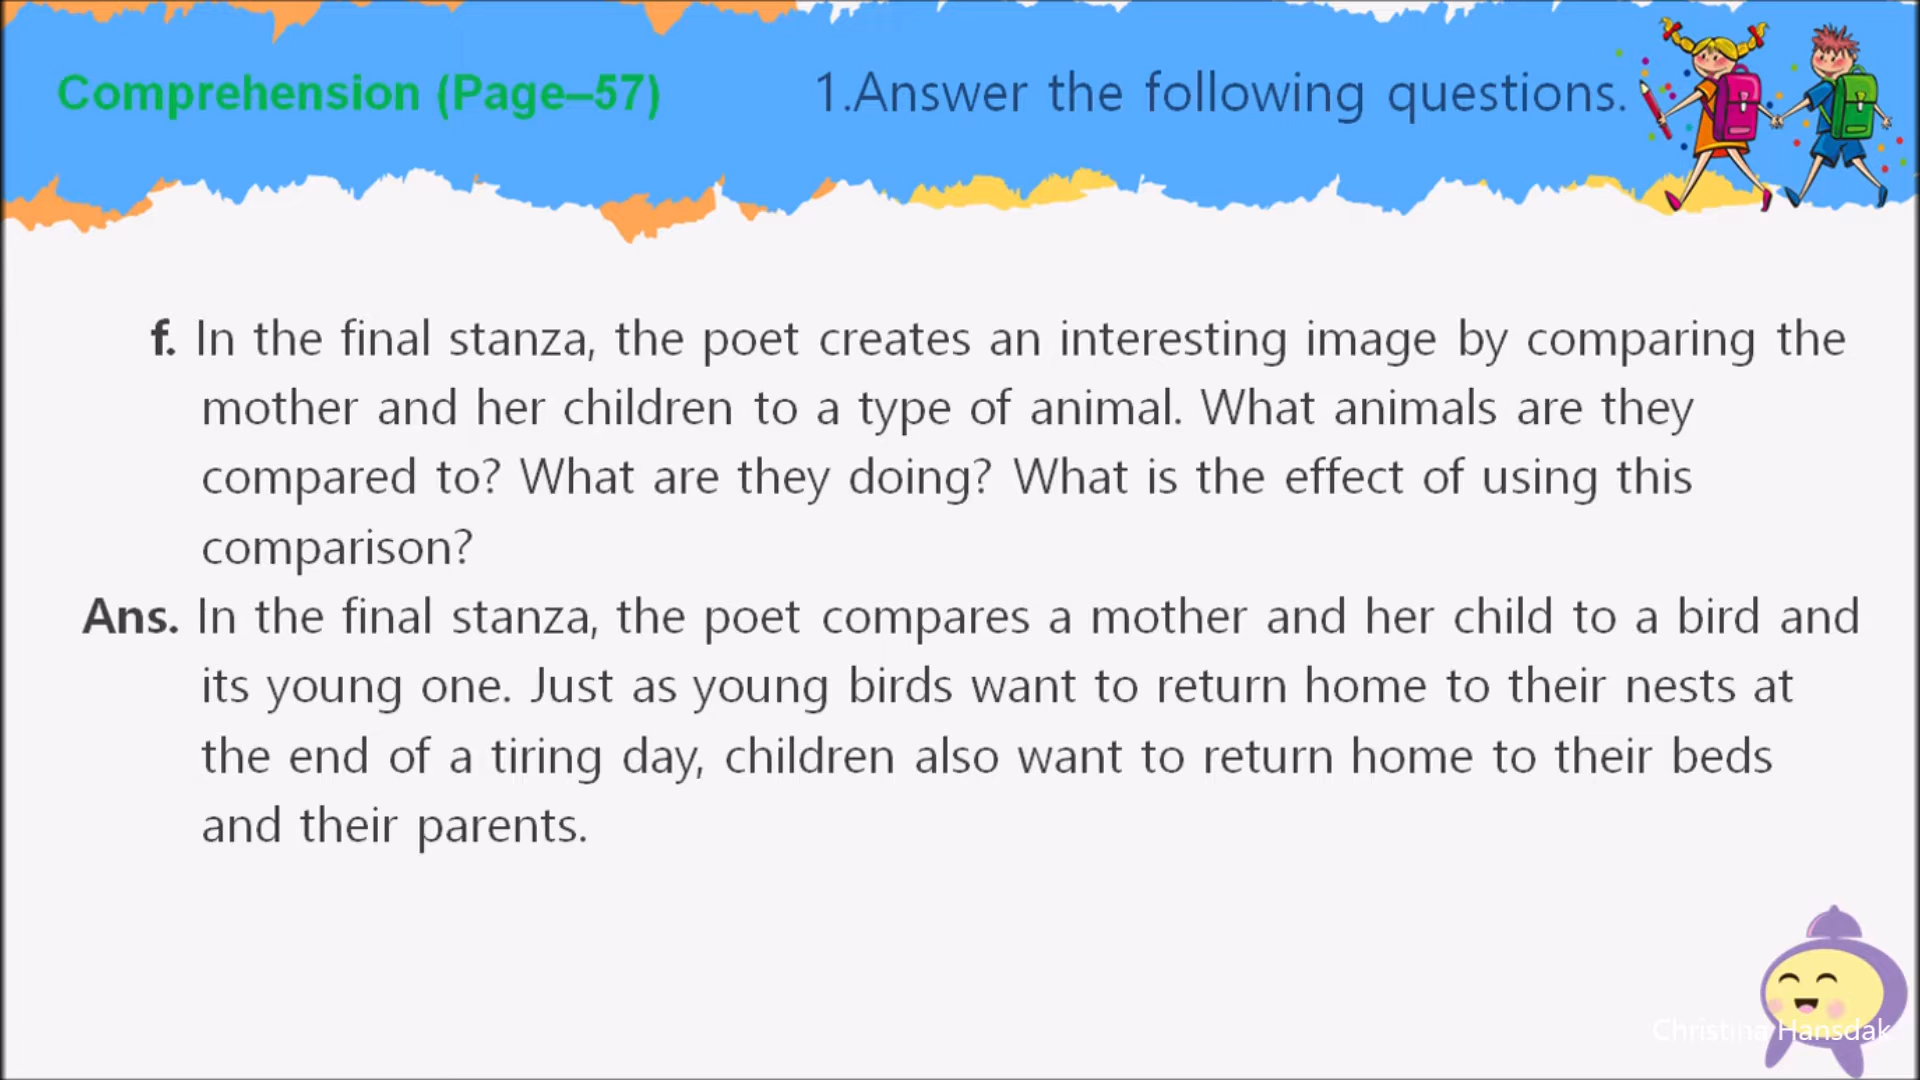 Comprehension (Page–57)
1.Answer the following questions.
f. In the final stanza, the poet creates an interesting image by comparing the
mother and her children to a type of animal. What animals are they
compared to? What are they doing? What is the effect of using this
comparison?
Ans. In the final stanza, the poet compares a mother and her child to a bird and
its young one. Just as young birds want to return home to their nests at
the end of a tiring day, children also want to return home to their beds
and their parents.
Christina Hansdak